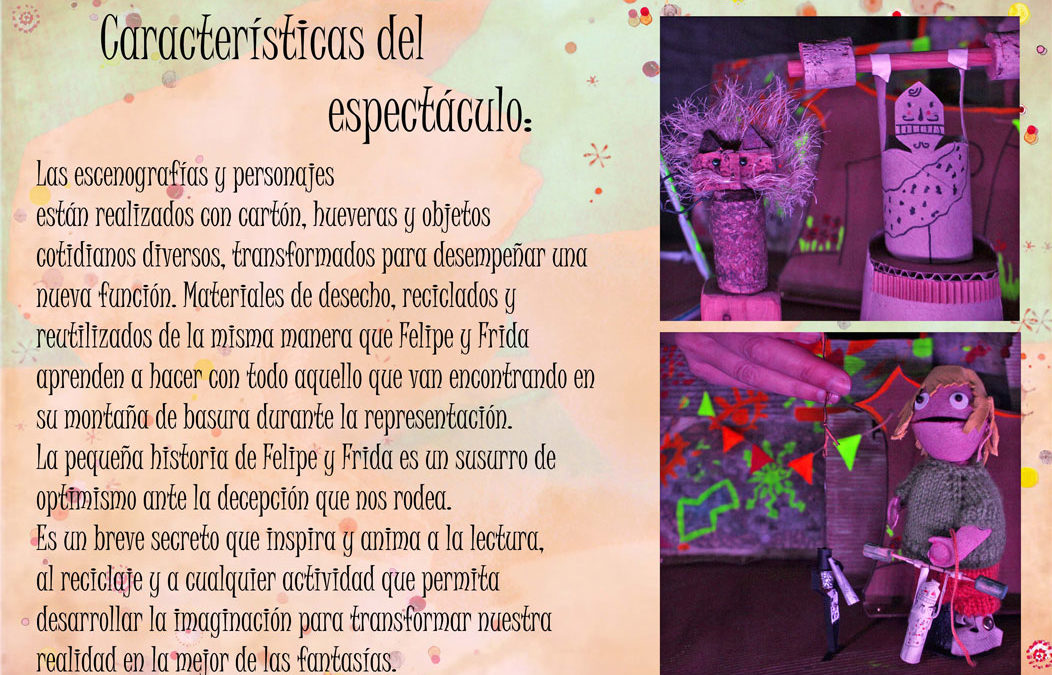 Características del
espectáculo:
Las escenografías y personajes
están realizados con cartón, hueveras y objetos
cotidianos diversos, transformados para desempeñar una
nueva función. Materiales de desecho, reciclados y
reutilizados de la misma manera que Felipe y Frida
aprenden a hacer con todo aquello que van encontrando en
su montaña de basura durante la representación.
La pequeña historia de Felipe y Frida es un susurro de
optimismo ante la decepción que nos rodea.
Es un breve secreto que inspira y anima a la lectura,
al reciclaje y a cualquier actividad que permita
desarrollar la imaginación para transformar nuestra
realidad en la mejor de las fantasías.